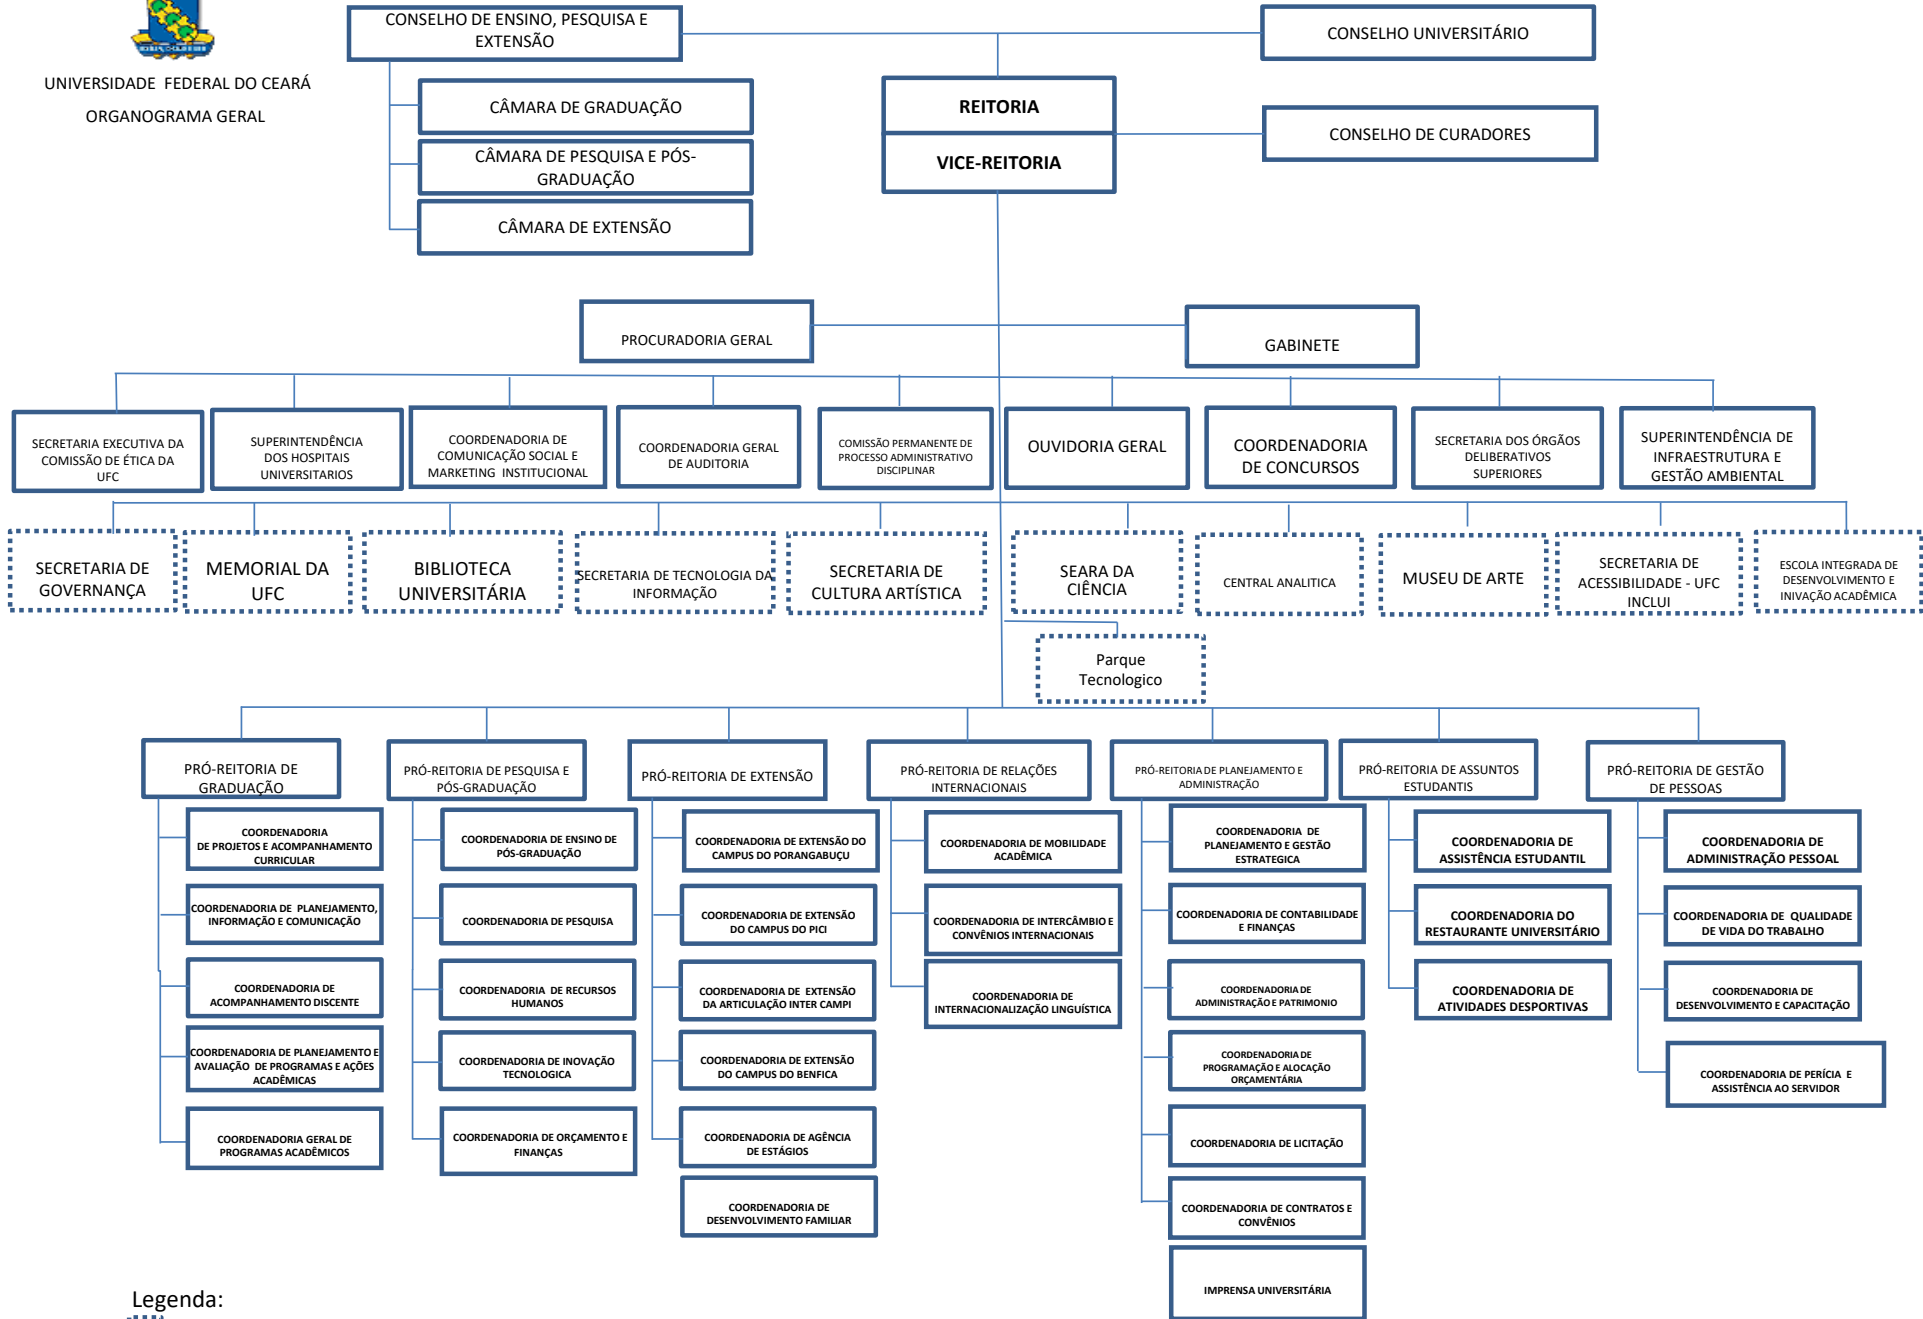 CONSELHO DE ENSINO, PESQUISA E
EXTENSÃO
CONSELHO UNIVERSITÁRIO
UNIVERSIDADE FEDERAL DO CEARÁ
ORGANOGRAMA GERAL
CÂMARA DE GRADUAÇÃO
REITORIA
CONSELHO DE CURADORES
CÂMARA DE PESQUISA E PÓS-
GRADUAÇÃO
VICE-REITORIA
CÂMARA DE EXTENSÃO
PROCURADORIA GERAL
GABINETE
SECRETARIA EXECUTIVA DA
COMISSÃO DE ÉTICA DA
UFC
SUPERINTENDÊNCIA
DOS HOSPITAIS
UNIVERSITARIOS
COORDENADORIA DE
COMUNICAÇÃO SOCIAL E
MARKETING INSTITUCIONAL
COORDENADORIA GERAL
DE AUDITORIA
COMISSÃO PERMANENTE DE
PROCESSO ADMINISTRATIVO
DISCIPLINAR
OUVIDORIA GERAL
COORDENADORIA
DE CONCURSOS
SECRETARIA DOS ÓRGÃOS
DELIBERATIVOS
SUPERIORES
SUPERINTENDÊNCIA DE
INFRAESTRUTURA E
GESTÃO AMBIENTAL
SECRETARIA DE
GOVERNANÇA
MEMORIAL DA
UFC
BIBLIOTECA
UNIVERSITÁRIA
SECRETARIA DE TECNOLOGIA DA
INFORMAÇÃO
SECRETARIA DE
CULTURA ARTÍSTICA
SEARA DA
CIÊNCIA
CENTRAL ANALITICA
MUSEU DE ARTE
SECRETARIA DE
ACESSIBILIDADE - UFC
INCLUI
ESCOLA INTEGRADA DE
DESENVOLVIMENTO E
INIVAÇÃO ACADÊMICA
Parque
Tecnologico
PRÓ-REITORIA DE
GRADUAÇÃO
PRÓ-REITORIA DE PESQUISA E
PÓS-GRADUAÇÃO
PRÓ-REITORIA DE EXTENSÃO
PRÓ-REITORIA DE RELAÇÕES
INTERNACIONAIS
PRÓ-REITORIA DE PLANEJAMENTO E
ADMINISTRAÇÃO
PRÓ-REITORIA DE ASSUNTOS
ESTUDANTIS
PRÓ-REITORIA DE GESTÃO
DE PESSOAS
COORDENADORIA
DE PROJETOS E ACOMPANHAMENTO
CURRICULAR
COORDENADORIA DE PLANEJAMENTO,
INFORMAÇÃO E COMUNICAÇÃO
COORDENADORIA DE
ACOMPANHAMENTO DISCENTE
COORDENADORIA DE PLANEJAMENTO E
AVALIAÇÃO DE PROGRAMAS E AÇÕES
ACADÊMICAS
COORDENADORIA GERAL DE
PROGRAMAS ACADÊMICOS
COORDENADORIA DE ENSINO DE
PÓS-GRADUAÇÃO
COORDENADORIA DE PESQUISA
COORDENADORIA DE RECURSOS
HUMANOS
COORDENADORIA DE INOVAÇÃO
TECNOLOGICA
COORDENADORIA DE ORÇAMENTO E
FINANÇAS
COORDENADORIA DE EXTENSÃO DO
CAMPUS DO PORANGABUÇU
COORDENADORIA DE EXTENSÃO
DO CAMPUS DO PICI
COORDENADORIA DE EXTENSÃO
DA ARTICULAÇÃO INTER CAMPI
COORDENADORIA DE EXTENSÃO
DO CAMPUS DO BENFICA
COORDENADORIA DE AGÊNCIA
DE ESTÁGIOS
COORDENADORIA DE
DESENVOLVIMENTO FAMILIAR
COORDENADORIA DE MOBILIDADE
ACADÊMICA
COORDENADORIA DE INTERCÂMBIO E
CONVÊNIOS INTERNACIONAIS
COORDENADORIA DE
INTERNACIONALIZAÇÃO LINGUÍSTICA
COORDENADORIA DE
PLANEJAMENTO E GESTÃO
ESTRATEGICA
COORDENADORIA DE CONTABILIDADE
E FINANÇAS
COORDENADORIA DE
ADMINISTRAÇÃO E PATRIMONIO
COORDENADORIA DE
PROGRAMAÇÃO E ALOCAÇÃO
ORÇAMENTÁRIA
COORDENADORIA DE LICITAÇÃO
COORDENADORIA DE CONTRATOS E
CONVÊNIOS
IMPRENSA UNIVERSITÁRIA
COORDENADORIA DE
ASSISTÊNCIA ESTUDANTIL
COORDENADORIA DO
RESTAURANTE UNIVERSITÁRIO
COORDENADORIA DE
ATIVIDADES DESPORTIVAS
COORDENADORIA DE
ADMINISTRAÇÃO PESSOAL
COORDENADORIA DE QUALIDADE
DE VIDA DO TRABALHO
COORDENADORIA DE
DESENVOLVIMENTO E CAPACITAÇÃO
COORDENADORIA DE PERÍCIA E
ASSISTÊNCIA AO SERVIDOR
Legenda: